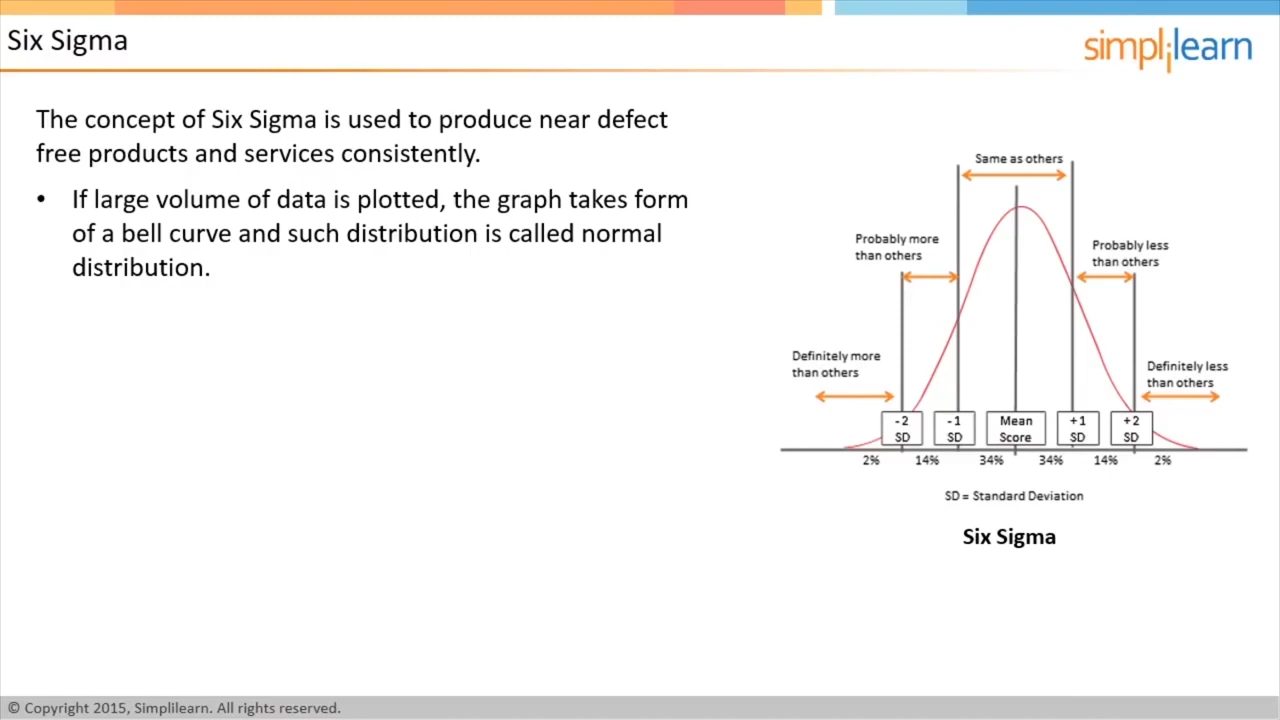 Six Sigma
simplilearn
The concept of Six Sigma is used to produce near defect
free products and services consistently.
• If large volume of data is plotted, the graph takes form
of a bell curve and such distribution is called normal
distribution.
Same as others
Probably more
than others
Probably less
than others
Definitely more
than others
Definitely less
than others
-2
SD
-1
SD
Mean
Score
+1
SD
+2
SD
2% 14% 34% 34% 14% 2%
SD = Standard Deviation
Six Sigma
© Copyright 2015, Simplilearn. All rights reserved.